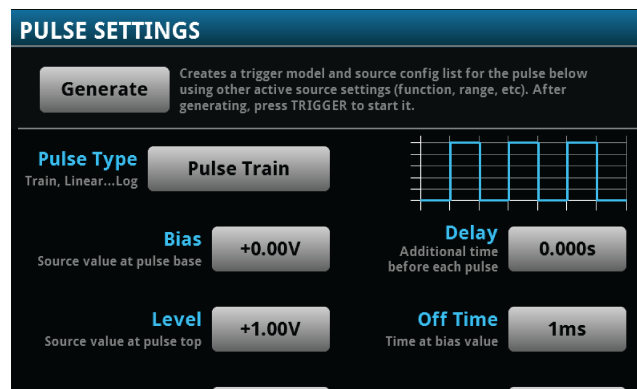 PULSE SETTINGS
Generate
Creates a trigger model and source config list for the pulse below
using other active source settings (function, range, etc). After
generating, press TRIGGER to start it.
Pulse Type
Train, Linear...Log
Pulse Train
Bias
Source value at pulse base
+0.00V
Delay
Additional time
before each pulse
0.000s
Level
Source value at pulse top
+1.00V
Off Time
Time at bias value
1ms